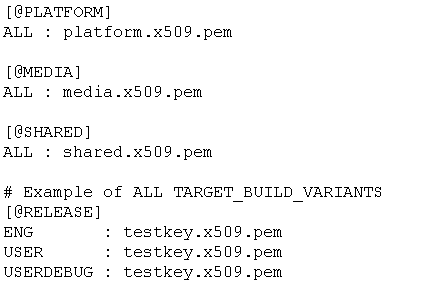 [@PLATFORM]
ALL : platform.x509.pem

[@MEDIA]
ALL : media.x509.pem

[@SHARED]
ALL : shared.x509.pem

# Example of ALL TARGET_BUILD_VARIANTS
[@RELEASE]
ENG       : testkey.x509.pem
USER      : testkey.x509.pem
USERDEBUG : testkey.x509.pem